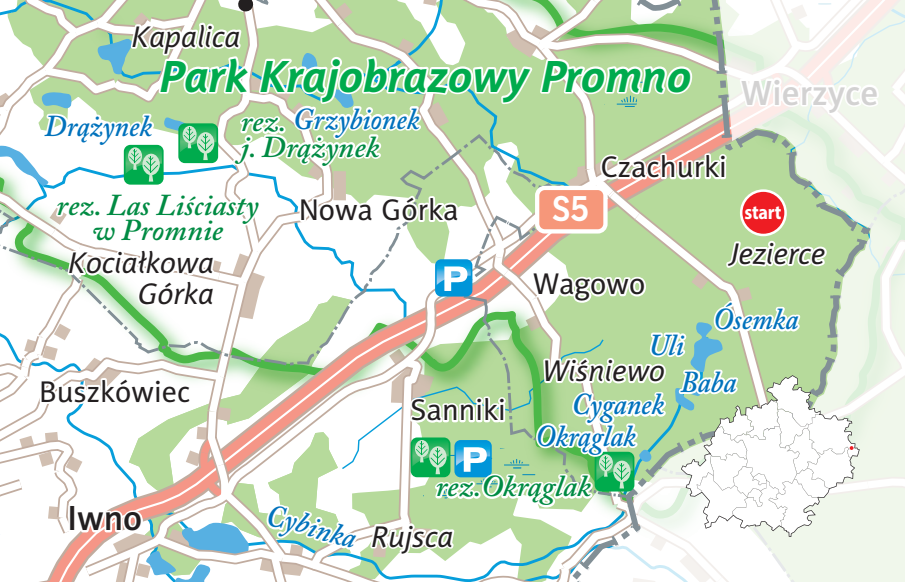 Kapalica
Park Krajobrazowy Promno
Wierzyce
Drążynek
rez. Grzybionek
j. Drążynek
Czachurki
rez. Las Liściasty
w Promnie
Nowa Górka
S5
start
Jezierce
Kociałkowa
Górka
P
Wagowo
Ósemka
Uli
Wiśniewo
Baba
Buszkówiec
Sanniki
Cyganek
Okrąglak
P
rez. Okrąglak
Iwno
Cybinka
Rujsca